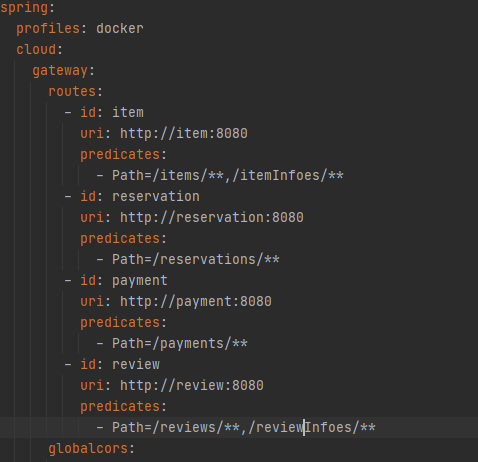 spring:
  profiles: docker
  cloud:
    gateway:
      routes:
        - id: item
          uri: http://item:8080
          predicates:
            - Path=/items/**,/itemInfoes/**
        - id: reservation
          uri: http://reservation:8080
          predicates:
            - Path=/reservations/**
        - id: payment
          uri: http://payment:8080
          predicates:
            - Path=/payments/**
        - id: review
          uri: http://review:8080
          predicates:
            - Path=/reviews/**,/reviewInfoes/**
      globalcors: